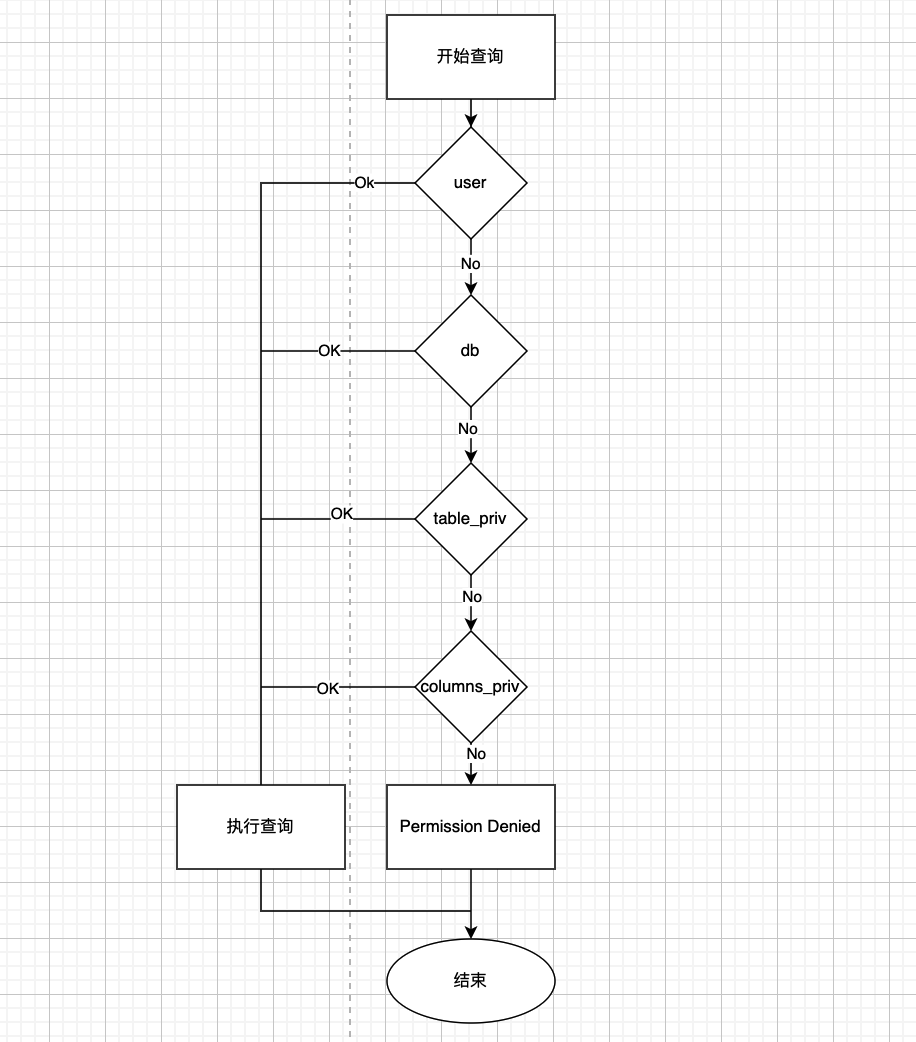 开始查询
user
Ok
No
db
OK
No
table_priv
OK
No
columns_priv
OK
No
执行查询
Permission Denied
结束